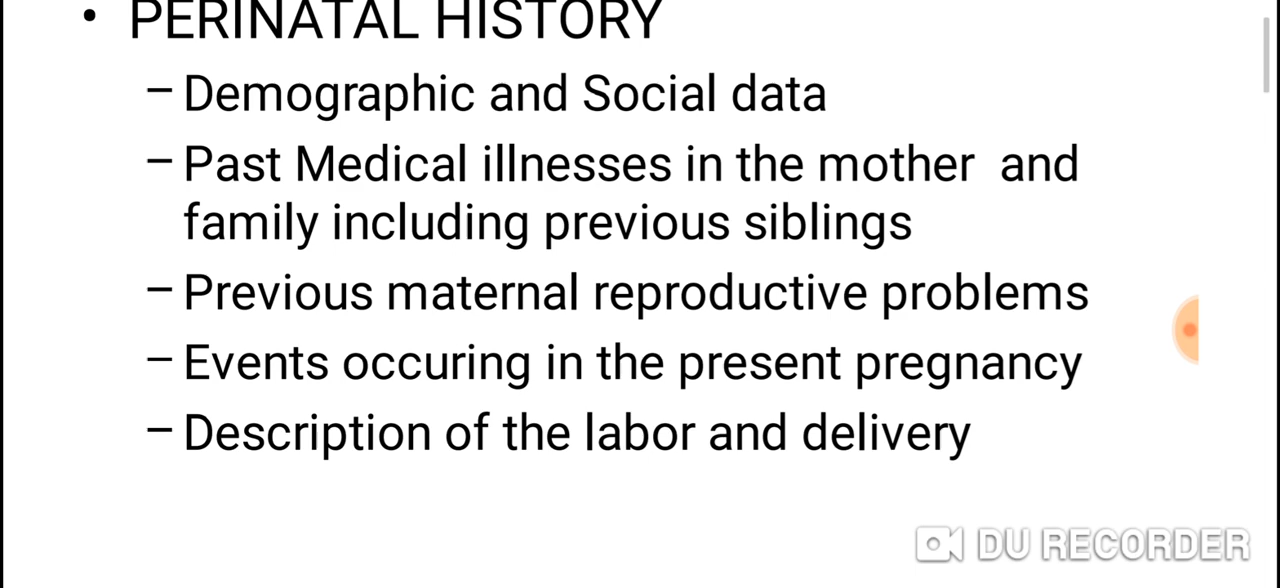 • PERINATAL HISTORY
– Demographic and Social data
– Past Medical illnesses in the mother and
family including previous siblings
– Previous maternal reproductive problems
– Events occuring in the present pregnancy
– Description of the labor and delivery
DU RECORDER